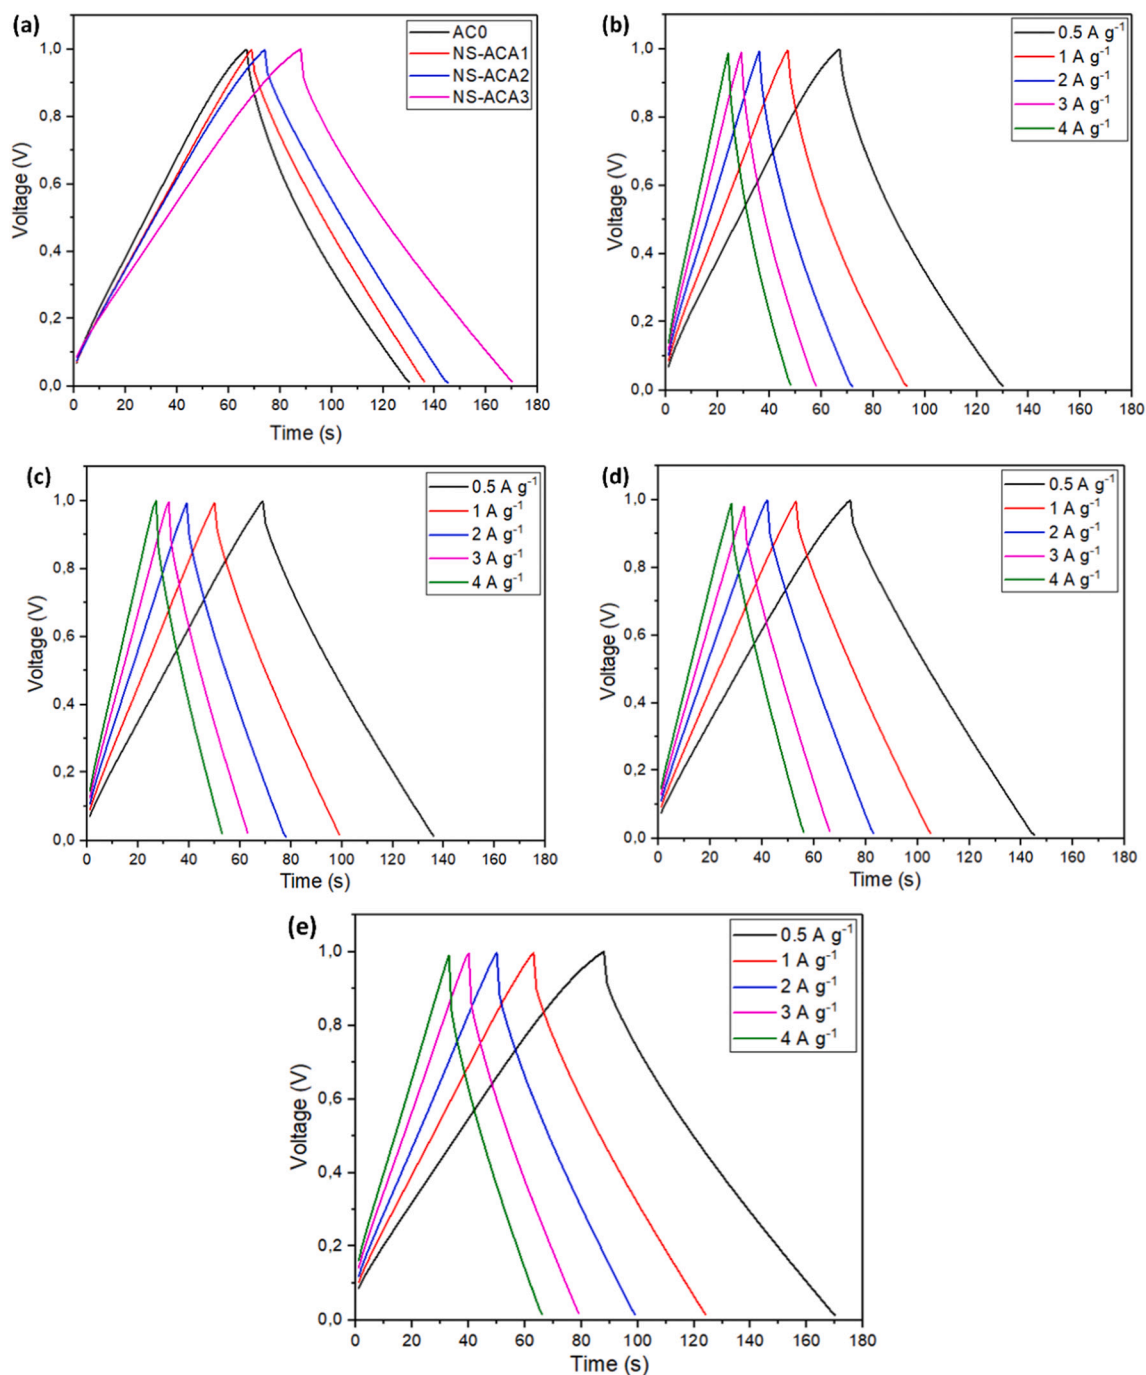 (a)
AC0
NS-ACA1
NS-ACA2
NS-ACA3
1,0
0,8
0,6
0,4
0,2
0,0
Voltage (V)
0 20 40 60 80 100 120 140 160 180
Time (s)
(b)
0.5 A g⁻¹
1 A g⁻¹
2 A g⁻¹
3 A g⁻¹
4 A g⁻¹
1,0
0,8
0,6
0,4
0,2
0,0
Voltage (V)
0 20 40 60 80 100 120 140 160 180
Time (s)
(c)
0.5 A g⁻¹
1 A g⁻¹
2 A g⁻¹
3 A g⁻¹
4 A g⁻¹
1,0
0,8
0,6
0,4
0,2
0,0
Voltage (V)
0 20 40 60 80 100 120 140 160 180
Time (s)
(d)
0.5 A g⁻¹
1 A g⁻¹
2 A g⁻¹
3 A g⁻¹
4 A g⁻¹
1,0
0,8
0,6
0,4
0,2
0,0
Voltage (V)
0 20 40 60 80 100 120 140 160 180
Time (s)
(e)
0.5 A g⁻¹
1 A g⁻¹
2 A g⁻¹
3 A g⁻¹
4 A g⁻¹
1,0
0,8
0,6
0,4
0,2
0,0
Voltage (V)
0 20 40 60 80 100 120 140 160 180
Time (s)